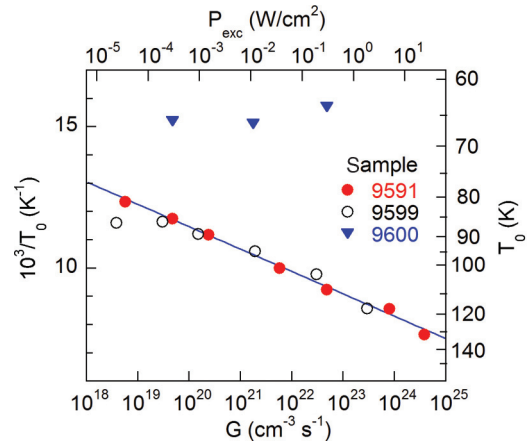 P_exc (W/cm²)
10⁻⁵ 10⁻⁴ 10⁻³ 10⁻² 10⁻¹ 10⁰ 10¹
60
15
70
Sample
9591
9599
9600
80
90
10
100
120
140
10³/T₀ (K⁻¹)
T₀ (K)
10¹⁸ 10¹⁹ 10²⁰ 10²¹ 10²² 10²³ 10²⁴ 10²⁵
G (cm⁻³ s⁻¹)